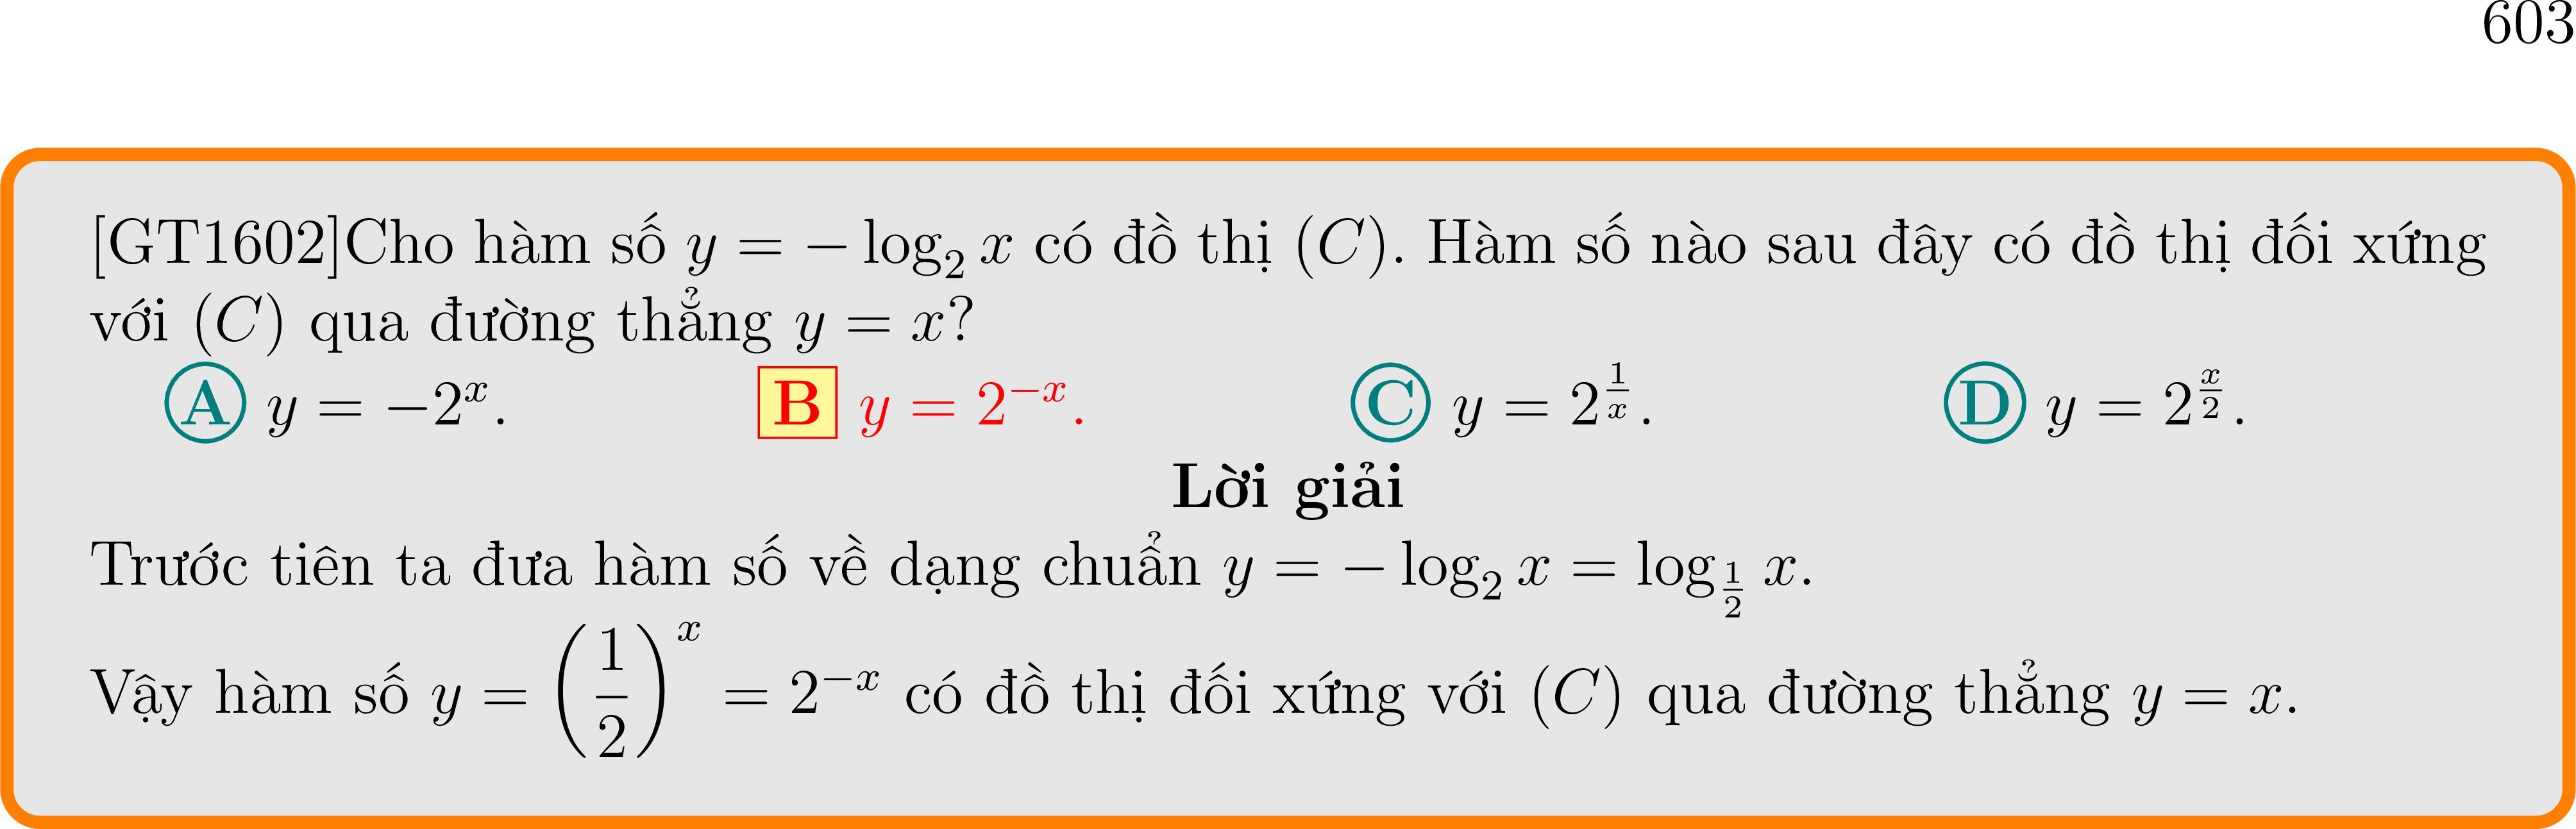 603
[GT1602]Cho hàm số y = − log₂ x có đồ thị (C). Hàm số nào sau đây có đồ thị đối xứng
với (C) qua đường thẳng y = x?
A y = −2^x. B y = 2^{−x}. C y = 2^{\frac{1}{x}}. D y = 2^{\frac{x}{2}}.
Lời giải
Trước tiên ta đưa hàm số về dạng chuẩn y = − log₂ x = log_{\frac{1}{2}} x.
Vậy hàm số y = \left(\frac{1}{2}\right)^x = 2^{−x} có đồ thị đối xứng với (C) qua đường thẳng y = x.